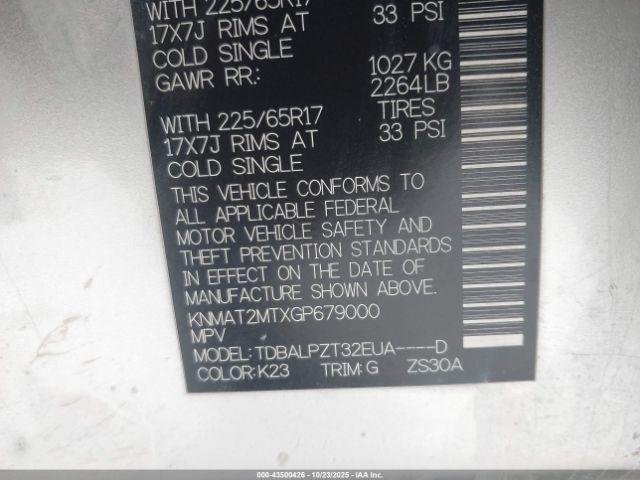 WITH 225/65R17
17X7J RIMS AT 33 PSI
COLD SINGLE
GAWR RR: 1027 KG
2264LB
WITH 225/65R17 TIRES
17X7J RIMS AT 33 PSI
COLD SINGLE
THIS VEHICLE CONFORMS TO
ALL APPLICABLE FEDERAL
MOTOR VEHICLE SAFETY AND
THEFT PREVENTION STANDARDS
IN EFFECT ON THE DATE OF
MANUFACTURE SHOWN ABOVE.
KNMAT2MTXGP679000
MPV
MODEL:TDBALPZT32EUA----D
COLOR:K23 TRIM:G ZS30A
000-43500426 - 10/23/2025 - IAA Inc.